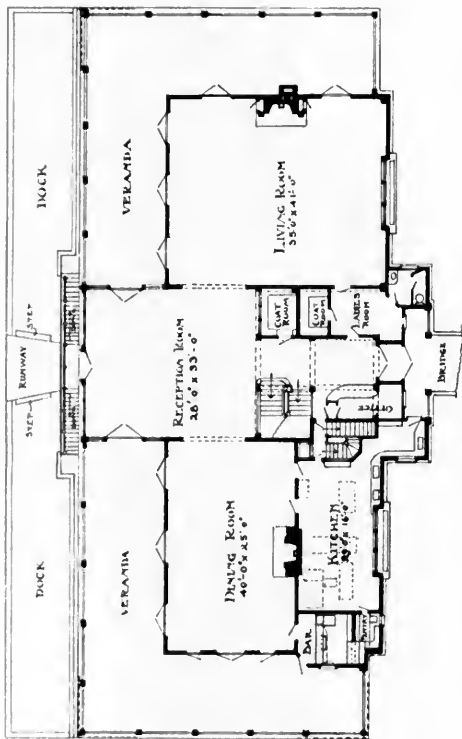 DOCK
VERANDA
LIVING ROOM
35'-0" x 41'-0"
COAT
ROOM
COAT
ROOM
LADIES
ROOM
STEP
RUNWAY
STEP
RECEPTION ROOM
28'-0" x 33'-0"
BRIDGE
OFFICE
DOCK
VERANDA
DINING ROOM
40'-0" x 25'-0"
KITCHEN
BAR